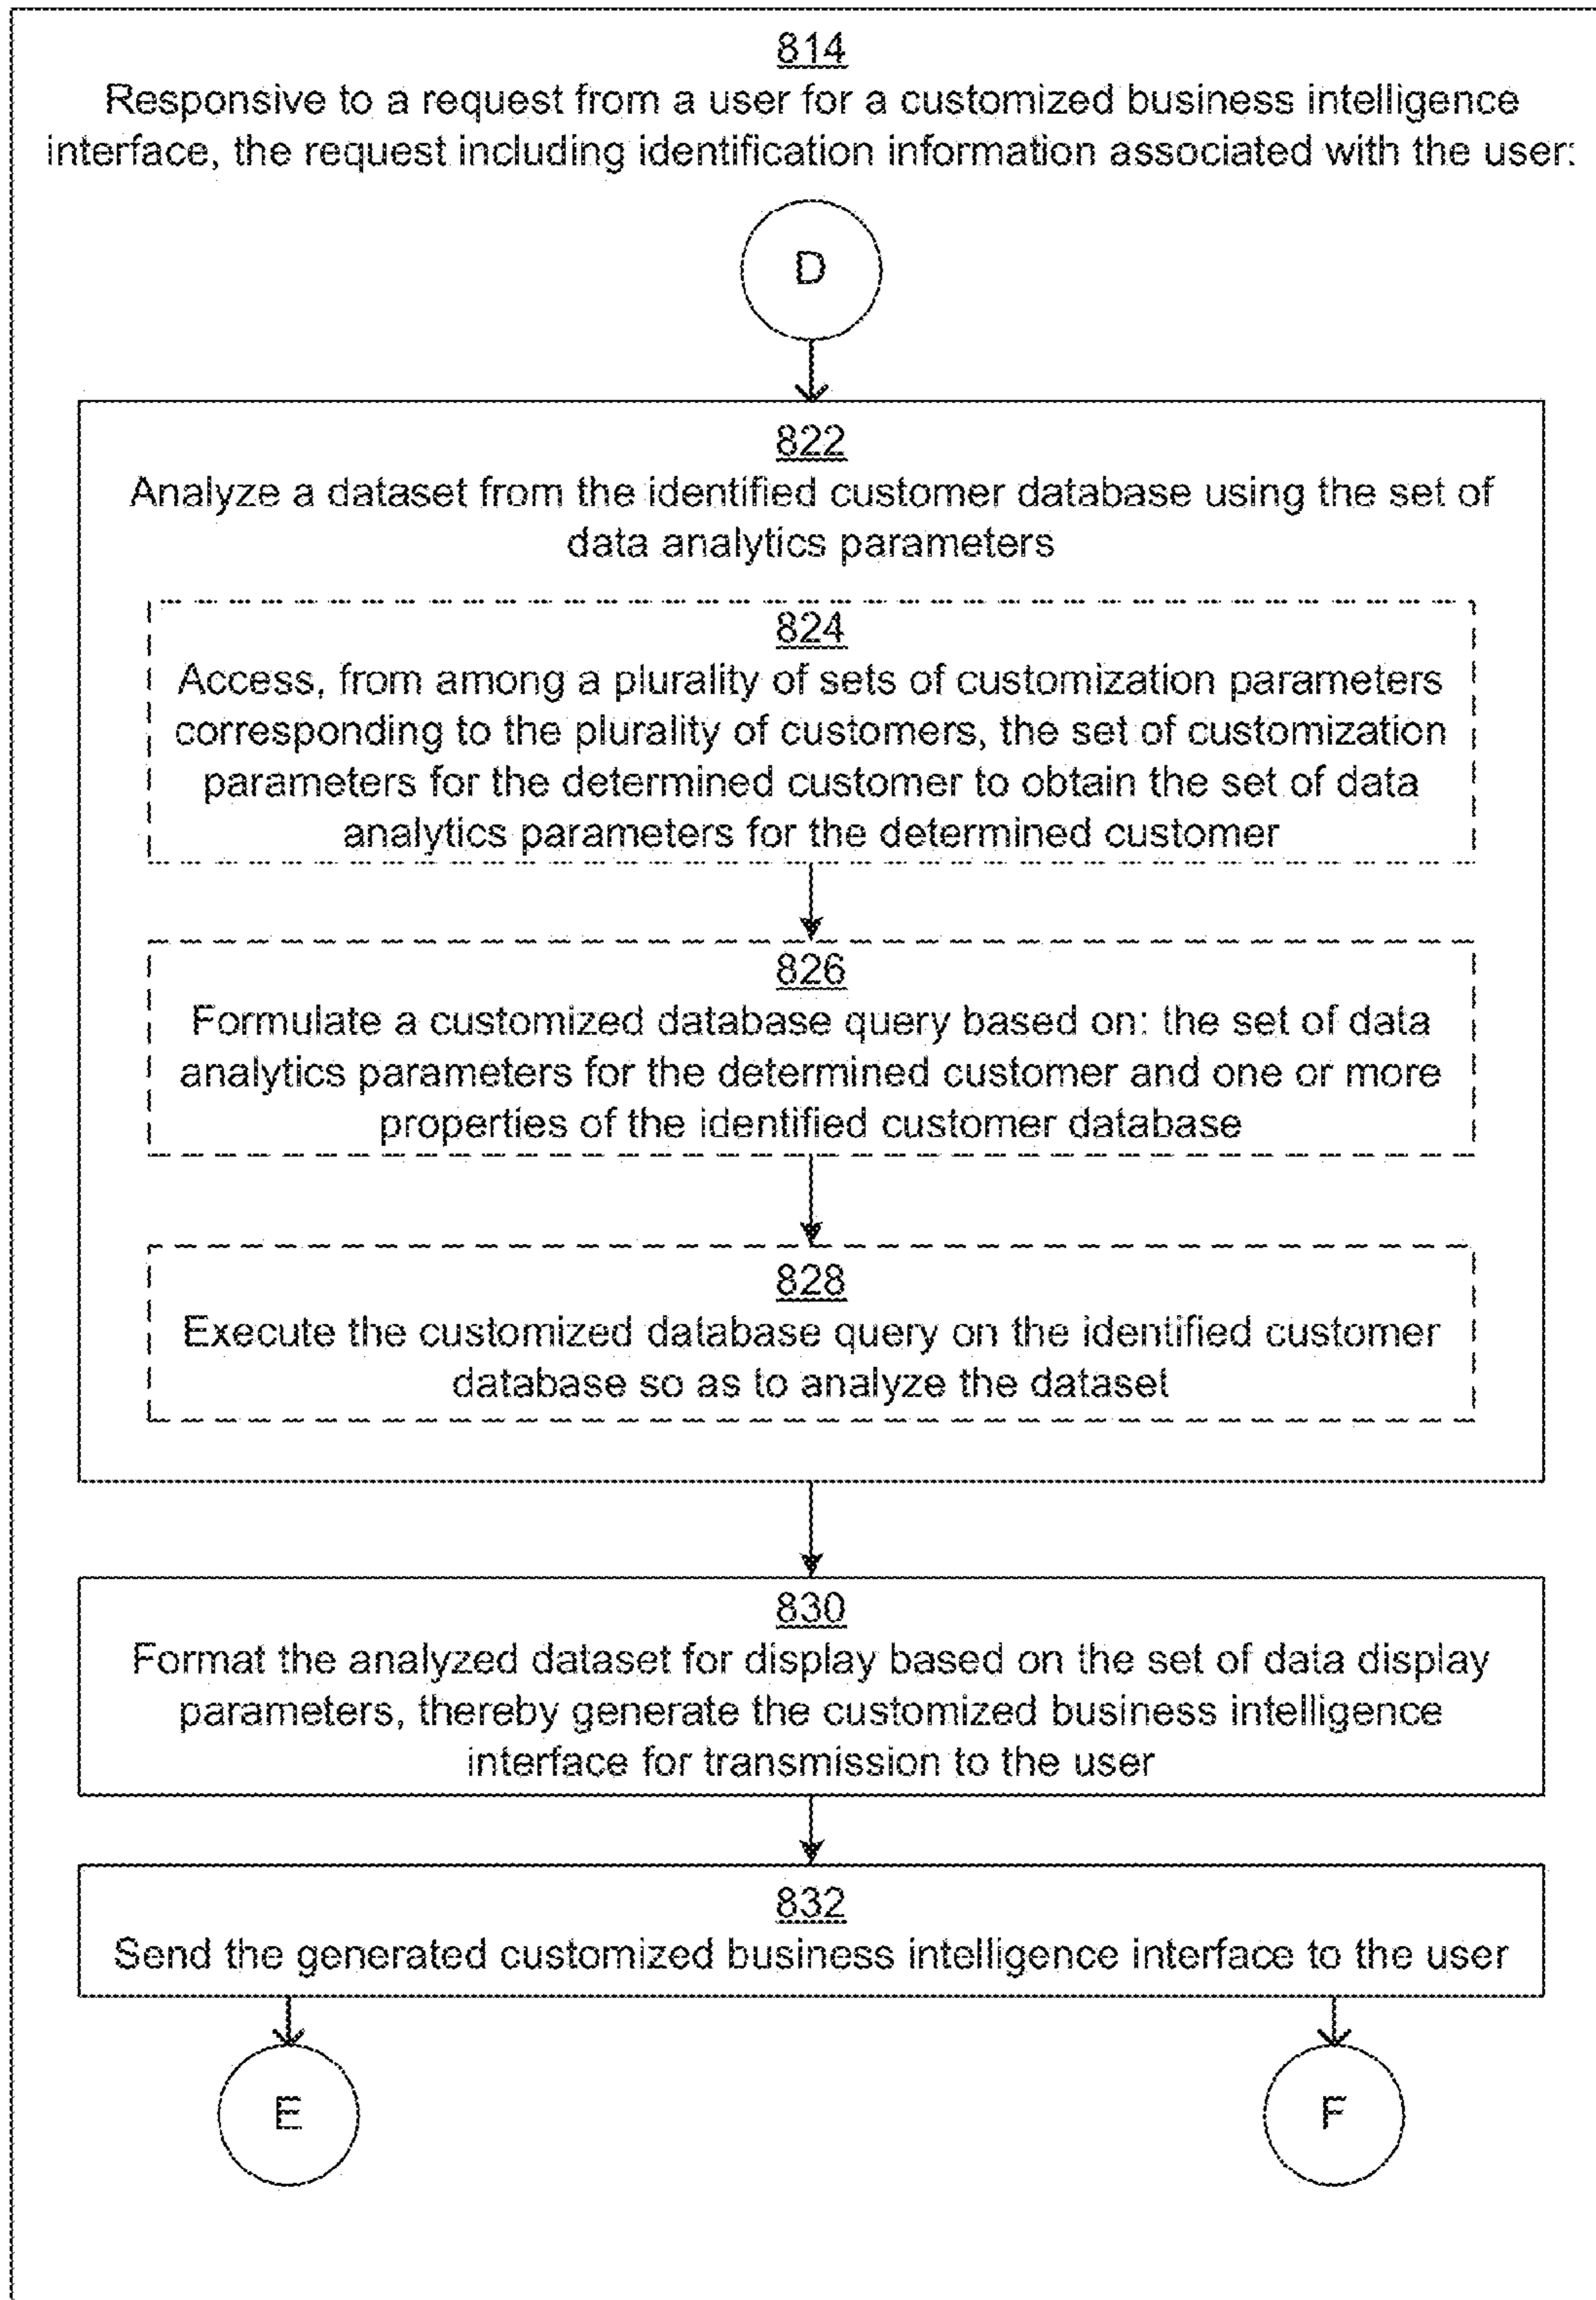 814
Responsive to a request from a user for a customized business intelligence
interface, the request including identification information associated with the user:
D
822
Analyze a dataset from the identified customer database using the set of
data analytics parameters
824
Access, from among a plurality of sets of customization parameters
corresponding to the plurality of customers, the set of customization
parameters for the determined customer to obtain the set of data
analytics parameters for the determined customer
826
Formulate a customized database query based on: the set of data
analytics parameters for the determined customer and one or more
properties of the identified customer database
828
Execute the customized database query on the identified customer
database so as to analyze the dataset
830
Format the analyzed dataset for display based on the set of data display
parameters, thereby generate the customized business intelligence
interface for transmission to the user
832
Send the generated customized business intelligence interface to the user
E
F